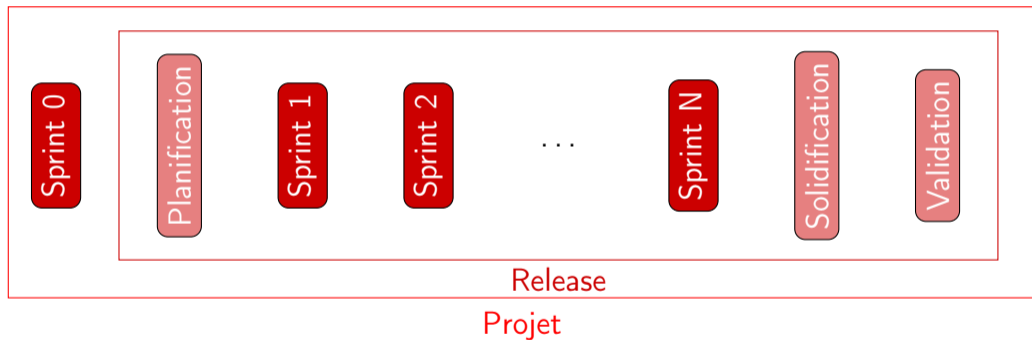 Sprint 0
Planification
Sprint 1
Sprint 2
. . .
Sprint N
Solidification
Validation
Release
Projet